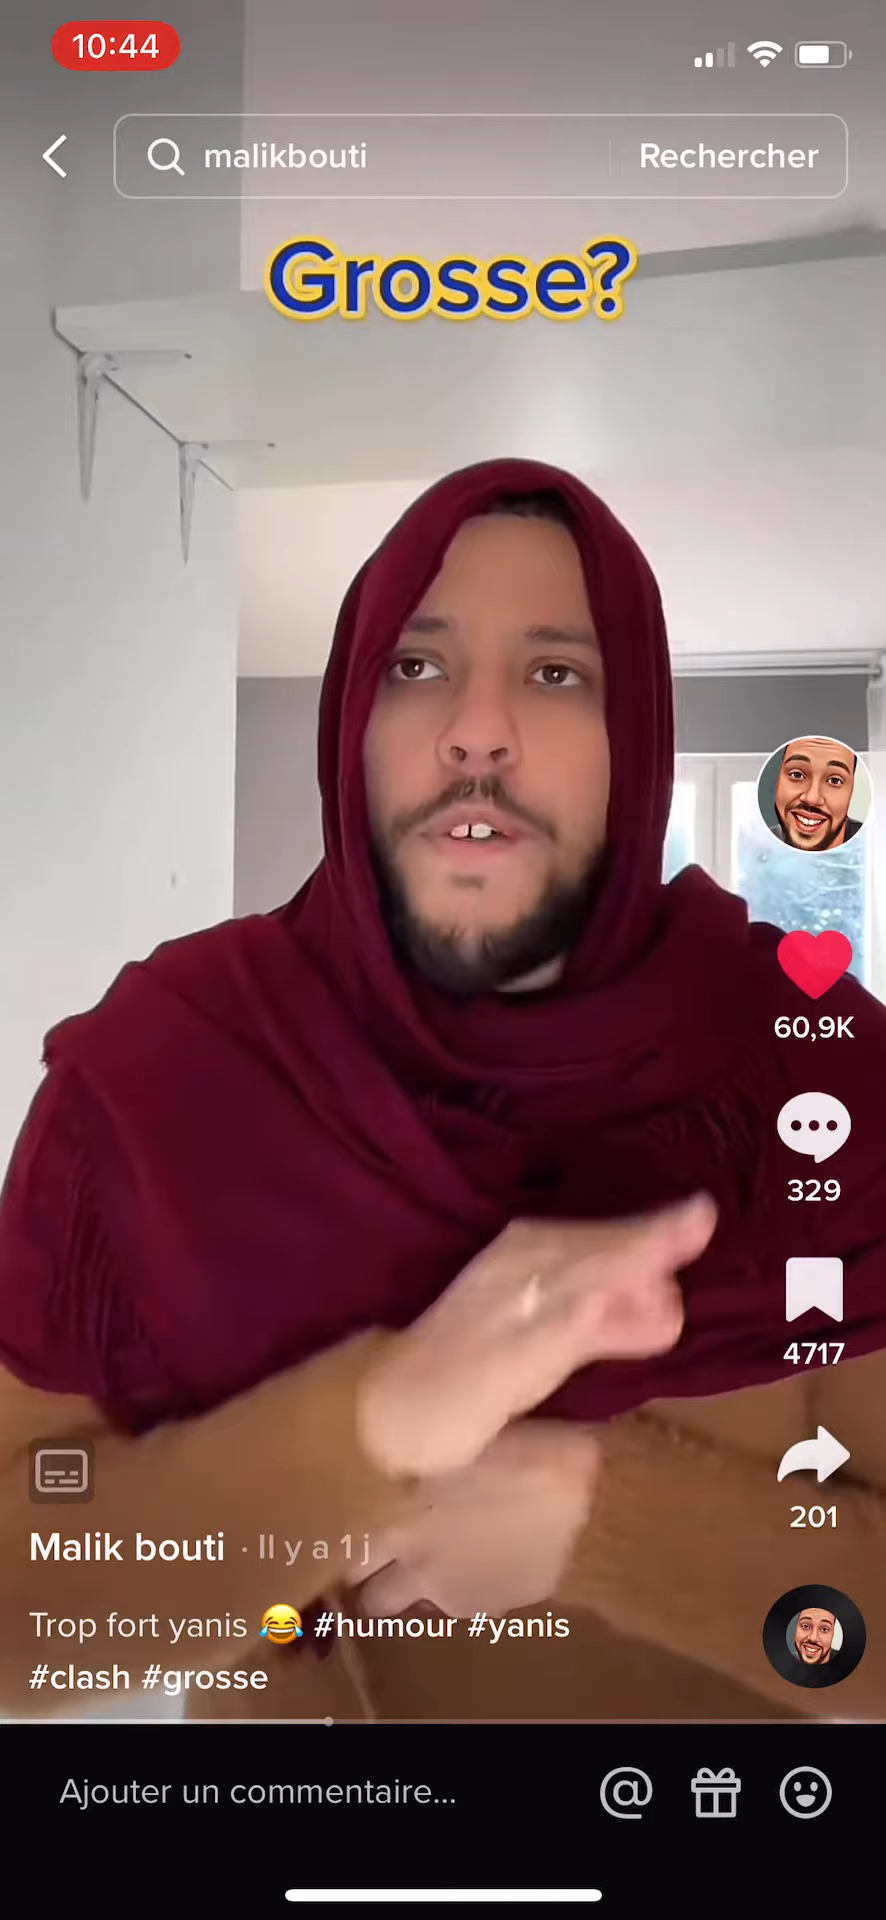 10:44
malikbouti
Rechercher
Grosse?
60,9K
329
4717
201
Malik bouti · Il y a 1 j
Trop fort yanis 😂 #humour #yanis
#clash #grosse
Ajouter un commentaire...